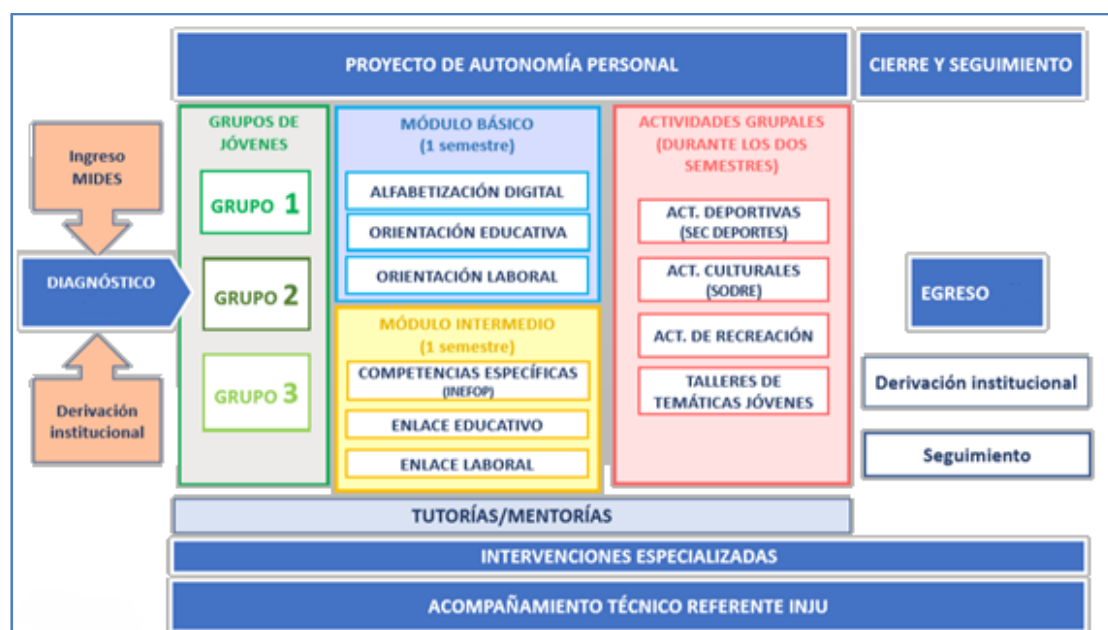 PROYECTO DE AUTONOMÍA PERSONAL
CIERRE Y SEGUIMIENTO
Ingreso
MIDES
DIAGNÓSTICO
Derivación
institucional
GRUPOS DE
JÓVENES
GRUPO 1
GRUPO 2
GRUPO 3
MÓDULO BÁSICO
(1 semestre)
ALFABETIZACIÓN DIGITAL
ORIENTACIÓN EDUCATIVA
ORIENTACIÓN LABORAL
MÓDULO INTERMEDIO
(1 semestre)
COMPETENCIAS ESPECÍFICAS
(INEFOP)
ENLACE EDUCATIVO
ENLACE LABORAL
ACTIVIDADES GRUPALES
(DURANTE LOS DOS
SEMESTRES)
ACT. DEPORTIVAS
(SEC DEPORTES)
ACT. CULTURALES
(SODRE)
ACT. DE RECREACIÓN
TALLERES DE
TEMÁTICAS JÓVENES
EGRESO
Derivación institucional
Seguimiento
TUTORÍAS/MENTORÍAS
INTERVENCIONES ESPECIALIZADAS
ACOMPAÑAMIENTO TÉCNICO REFERENTE INJU